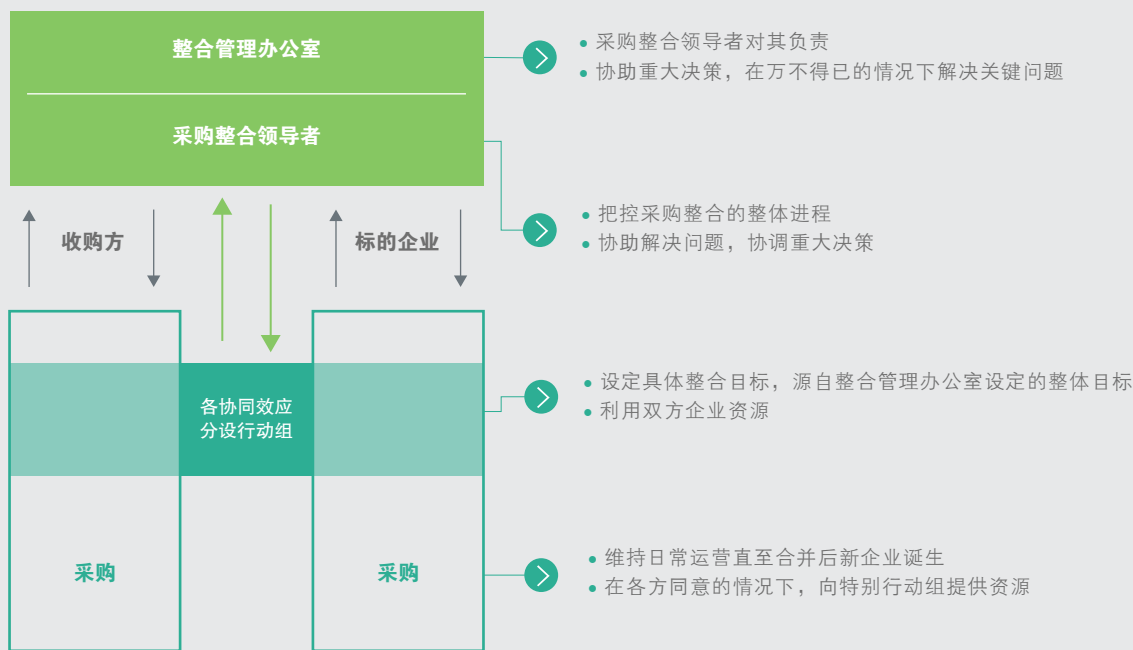 整合管理办公室
采购整合领导者对其负责
协助重大决策，在万不得已的情况下解决关键问题
采购整合领导者
把控采购整合的整体进程
协助解决问题，协调重大决策
收购方
标的企业
各协同效应
分设行动组
设定具体整合目标，源自整合管理办公室设定的整体目标
利用双方企业资源
采购
采购
维持日常运营直至合并后新企业诞生
在各方同意的情况下，向特别行动组提供资源